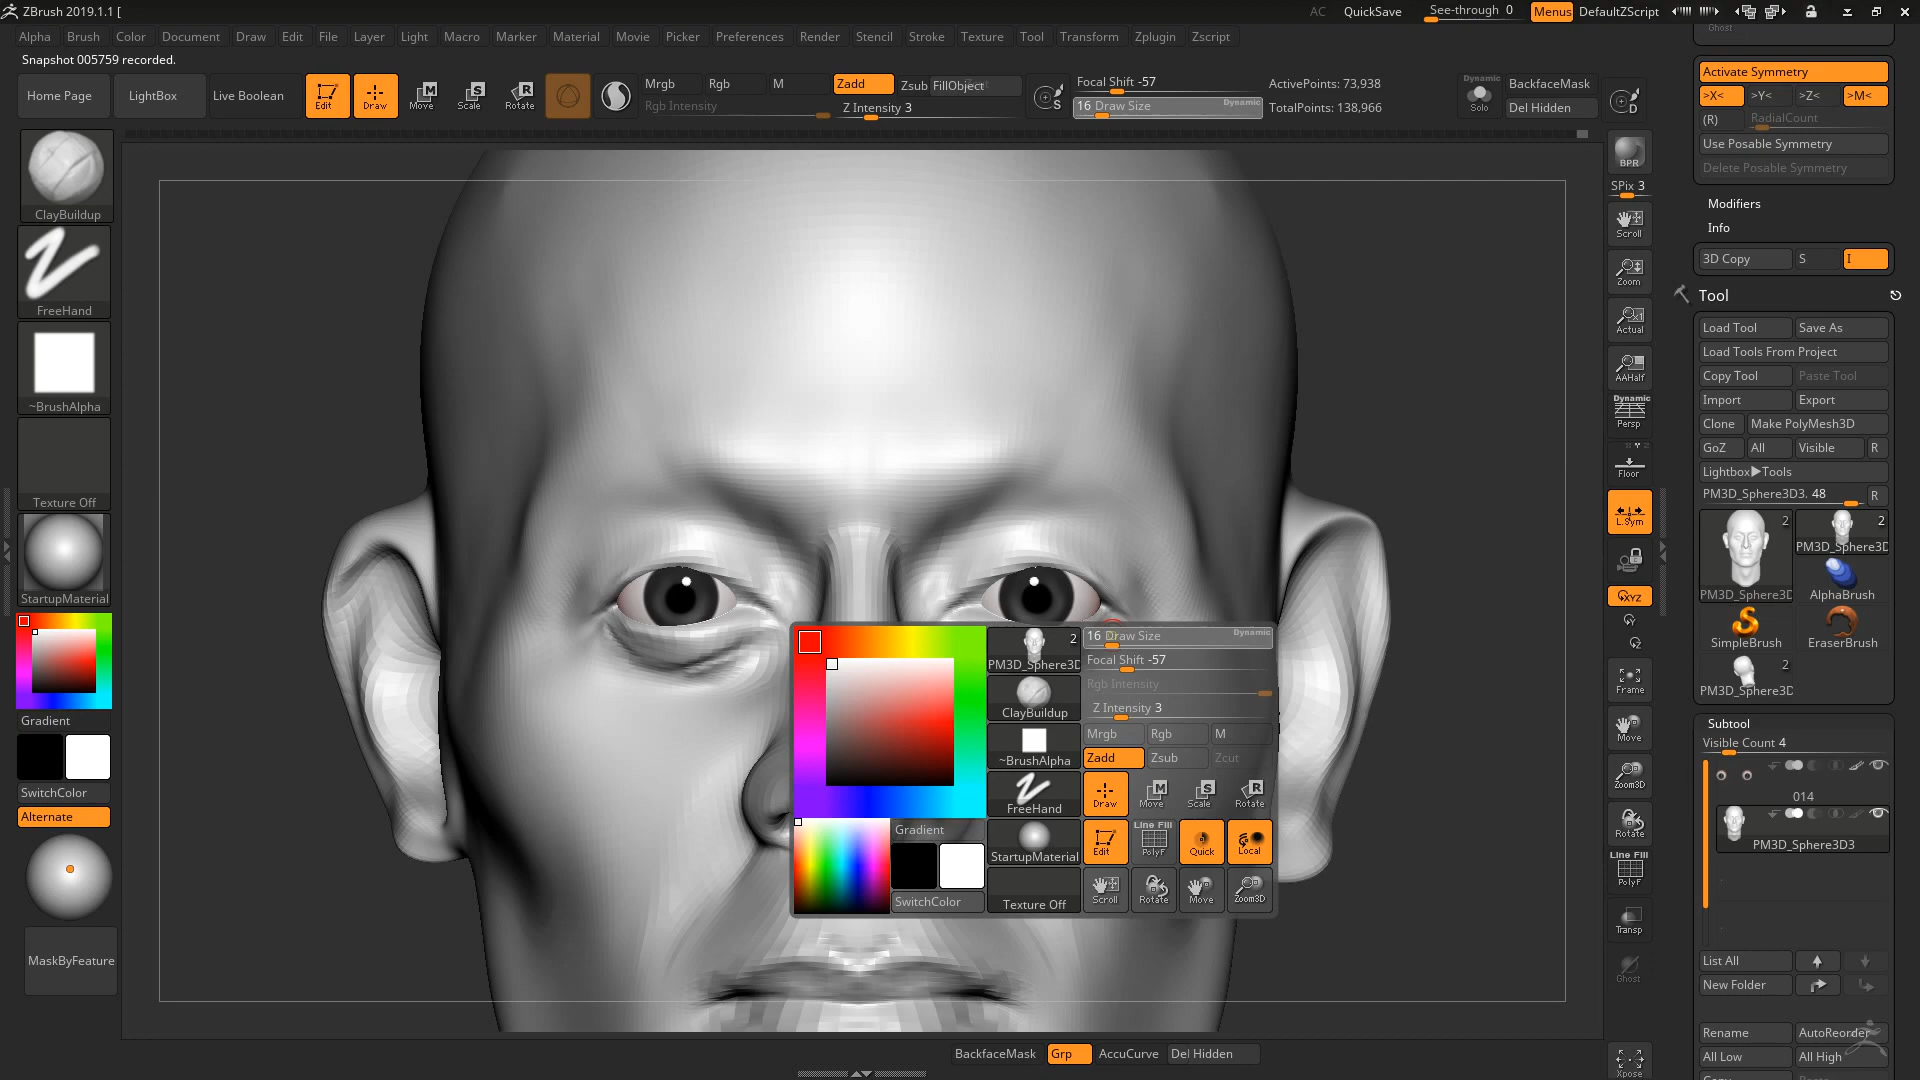 ZBrush 2019.1.1 [
AC QuickSave See-through 0 Menus DefaultZScript
Alpha Brush Color Document Draw Edit File Layer Light Macro Marker Material Movie Picker Preferences Render Stencil Stroke Texture Tool Transform Zplugin Zscript
Snapshot 005759 recorded.
Home Page LightBox Live Boolean Edit Draw Move Scale Rotate
Mrgb Rgb M Zadd Zsub FillObject
Rgb Intensity Z Intensity 3
Focal Shift -57
16 Draw Size Dynamic
ActivePoints: 73,938
TotalPoints: 138,966
Dynamic
Solo
BackfaceMask
Del Hidden
ClayBuildup
FreeHand
~BrushAlpha
Texture Off
StartupMaterial
Gradient
SwitchColor
Alternate
MaskByFeature
PM3D_Sphere3D
2
ClayBuildup
~BrushAlpha
FreeHand
StartupMaterial
Texture Off
Gradient
SwitchColor
16 Draw Size Dynamic
Focal Shift -57
Rgb Intensity
Z Intensity 3
Mrgb Rgb M
Zadd Zsub Zcut
Draw Move Scale Rotate
Line Fill
Edit PolyF Quick Local
Scroll Rotate Move Zoom3D
BackfaceMask Grp AccuCurve Del Hidden
BPR
SPix 3
Scroll
Zoom
Actual
AAHalf
Dynamic
Persp
Floor
L.Sym
XYZ
Frame
Move
Zoom3D
Rotate
Line Fill
PolyF
Transp
Ghost
Xpose
Ghost
Activate Symmetry
>X< >Y< >Z< >M<
(R) RadialCount
Use Posable Symmetry
Delete Posable Symmetry
Modifiers
Info
3D Copy S I
Tool
Load Tool Save As
Load Tools From Project
Copy Tool Paste Tool
Import Export
Clone Make PolyMesh3D
GoZ All Visible R
Lightbox▶Tools
PM3D_Sphere3D3. 48 R
2 2
PM3D_Sphere3D
PM3D_Sphere3D AlphaBrush
SimpleBrush EraserBrush
2
PM3D_Sphere3D
Subtool
Visible Count 4
014
PM3D_Sphere3D3
List All
New Folder
Rename AutoReorder
All Low All High